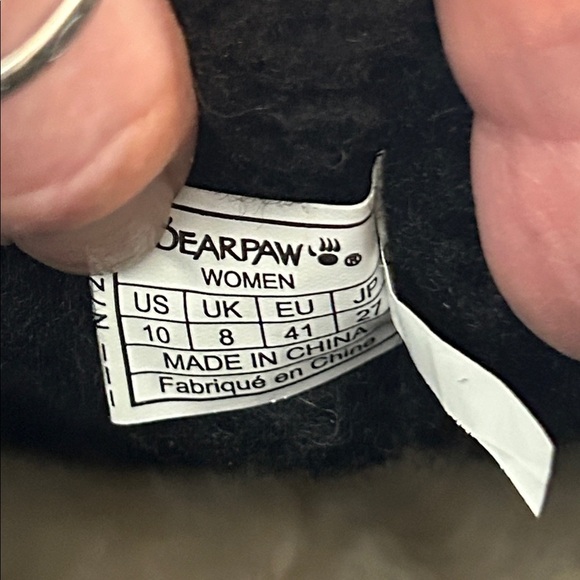 BEARPAW ®
WOMEN
US UK EU JP
10 8 41 27
MADE IN CHINA
Fabriqué en Chine